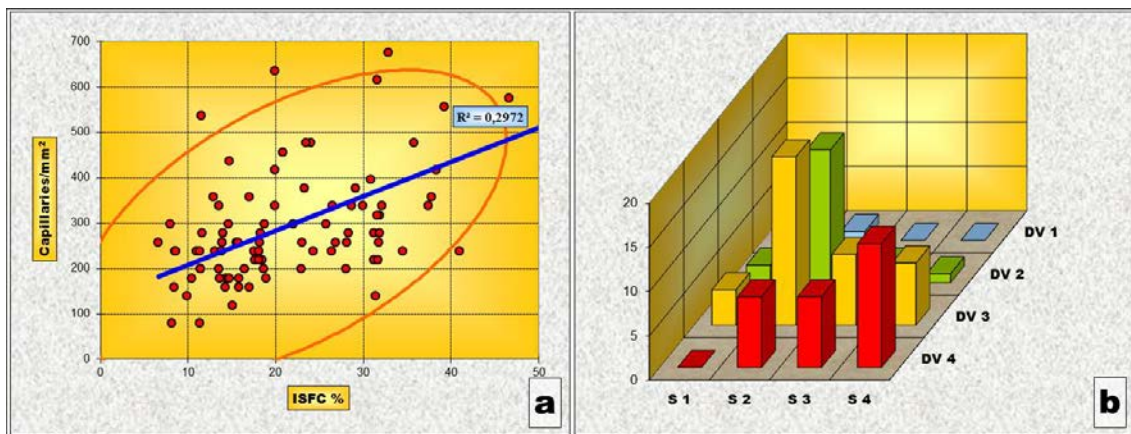 700
600
500
400
300
200
100
0
Capillaries/mm²
R² = 0,2972
0 10 20 30 40 50
ISFC %
a
20
15
10
5
0
DV 1
DV 2
DV 3
DV 4
S 1 S 2 S 3 S 4
b